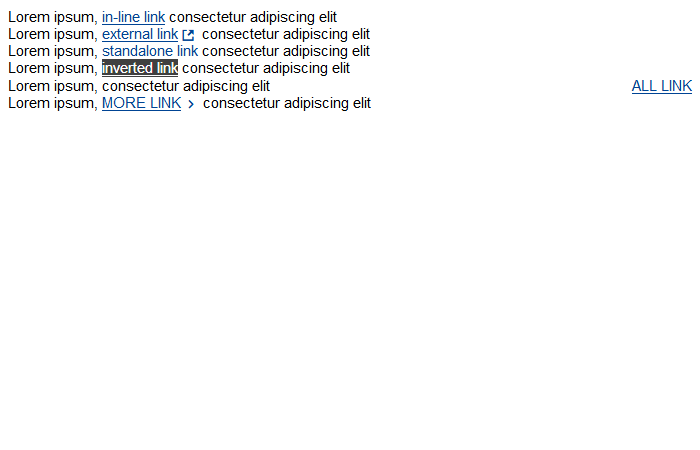 Lorem ipsum, in-line link consectetur adipiscing elit
Lorem ipsum, external link consectetur adipiscing elit
Lorem ipsum, standalone link consectetur adipiscing elit
Lorem ipsum, inverted link consectetur adipiscing elit
Lorem ipsum, consectetur adipiscing elit ALL LINK
Lorem ipsum, MORE LINK consectetur adipiscing elit